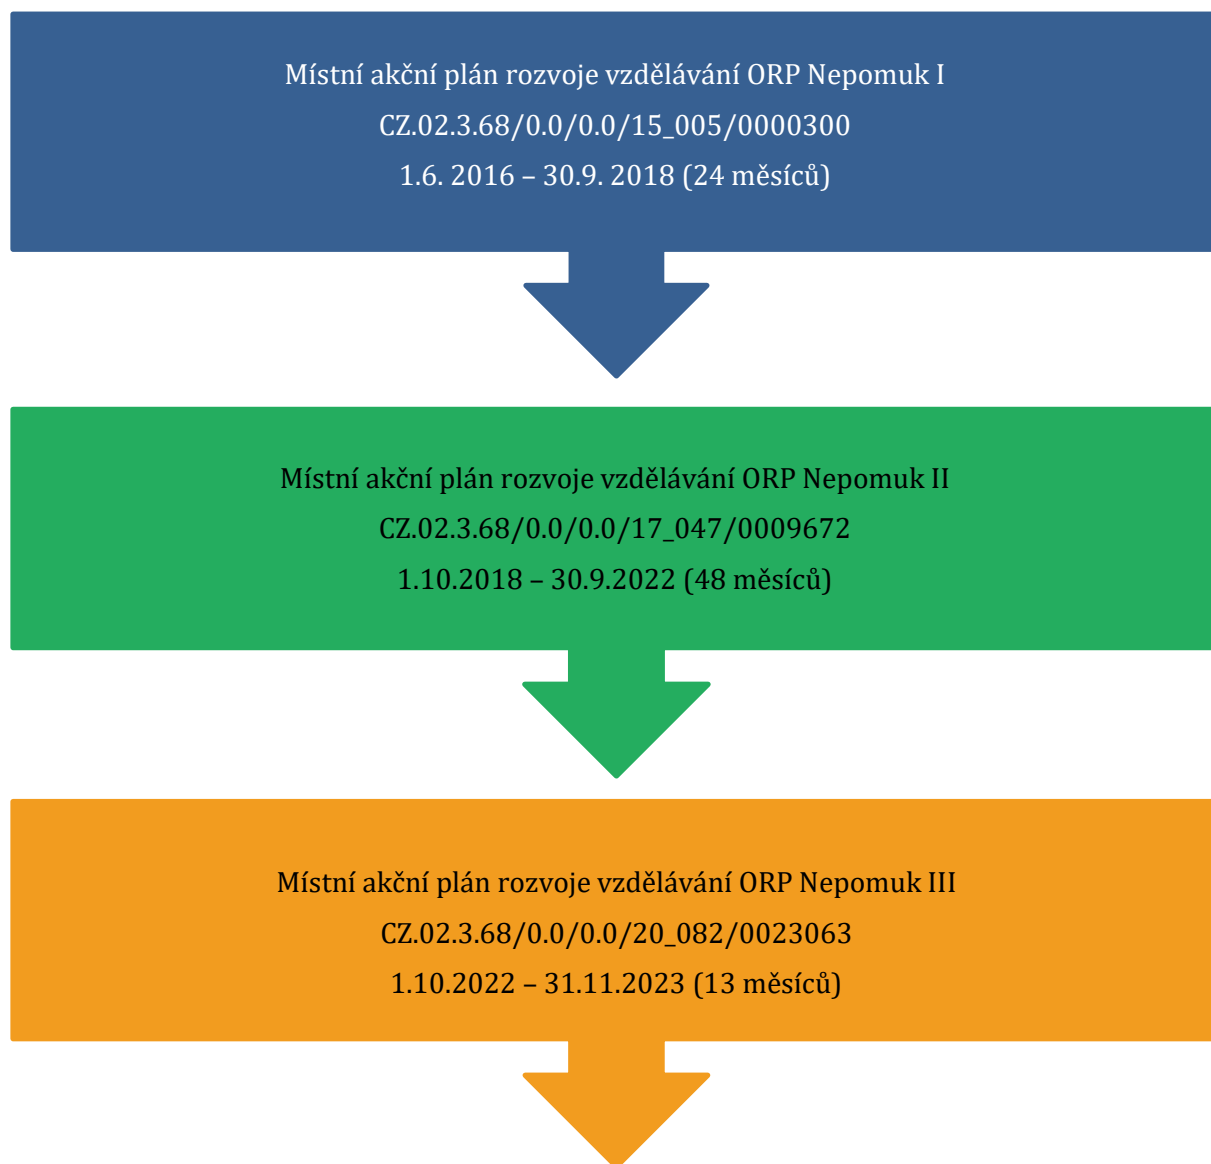 Místní akční plán rozvoje vzdělávání ORP Nepomuk I
CZ.02.3.68/0.0/0.0/15_005/0000300
1.6. 2016 – 30.9. 2018 (24 měsíců)
Místní akční plán rozvoje vzdělávání ORP Nepomuk II
CZ.02.3.68/0.0/0.0/17_047/0009672
1.10.2018 – 30.9.2022 (48 měsíců)
Místní akční plán rozvoje vzdělávání ORP Nepomuk III
CZ.02.3.68/0.0/0.0/20_082/0023063
1.10.2022 – 31.11.2023 (13 měsíců)